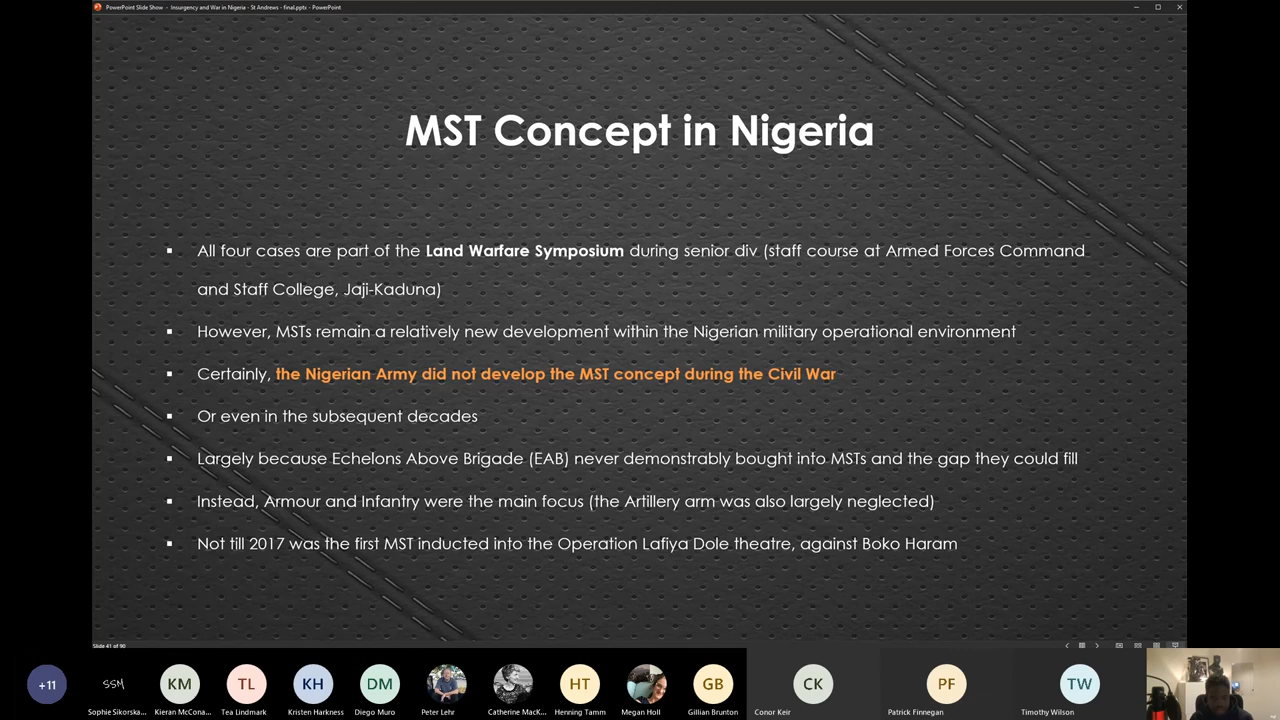 PowerPoint Slide Show - Insurgency and War in Nigeria - St Andrews - final.pptx - PowerPoint
MST Concept in Nigeria
▪ All four cases are part of the Land Warfare Symposium during senior div (staff course at Armed Forces Command
and Staff College, Jaji-Kaduna)
▪ However, MSTs remain a relatively new development within the Nigerian military operational environment
▪ Certainly, the Nigerian Army did not develop the MST concept during the Civil War
▪ Or even in the subsequent decades
▪ Largely because Echelons Above Brigade (EAB) never demonstrably bought into MSTs and the gap they could fill
▪ Instead, Armour and Infantry were the main focus (the Artillery arm was also largely neglected)
▪ Not till 2017 was the first MST inducted into the Operation Lafiya Dole theatre, against Boko Haram
Slide 41 of 90
+11 SSM KM TL KH DM HT GB CK PF TW
Sophie Sikorska... Kieran McCona... Tea Lindmark Kristen Harkness Diego Muro Peter Lehr Catherine MacK... Henning Tamm Megan Holl Gillian Brunton Conor Keir Patrick Finnegan Timothy Wilson